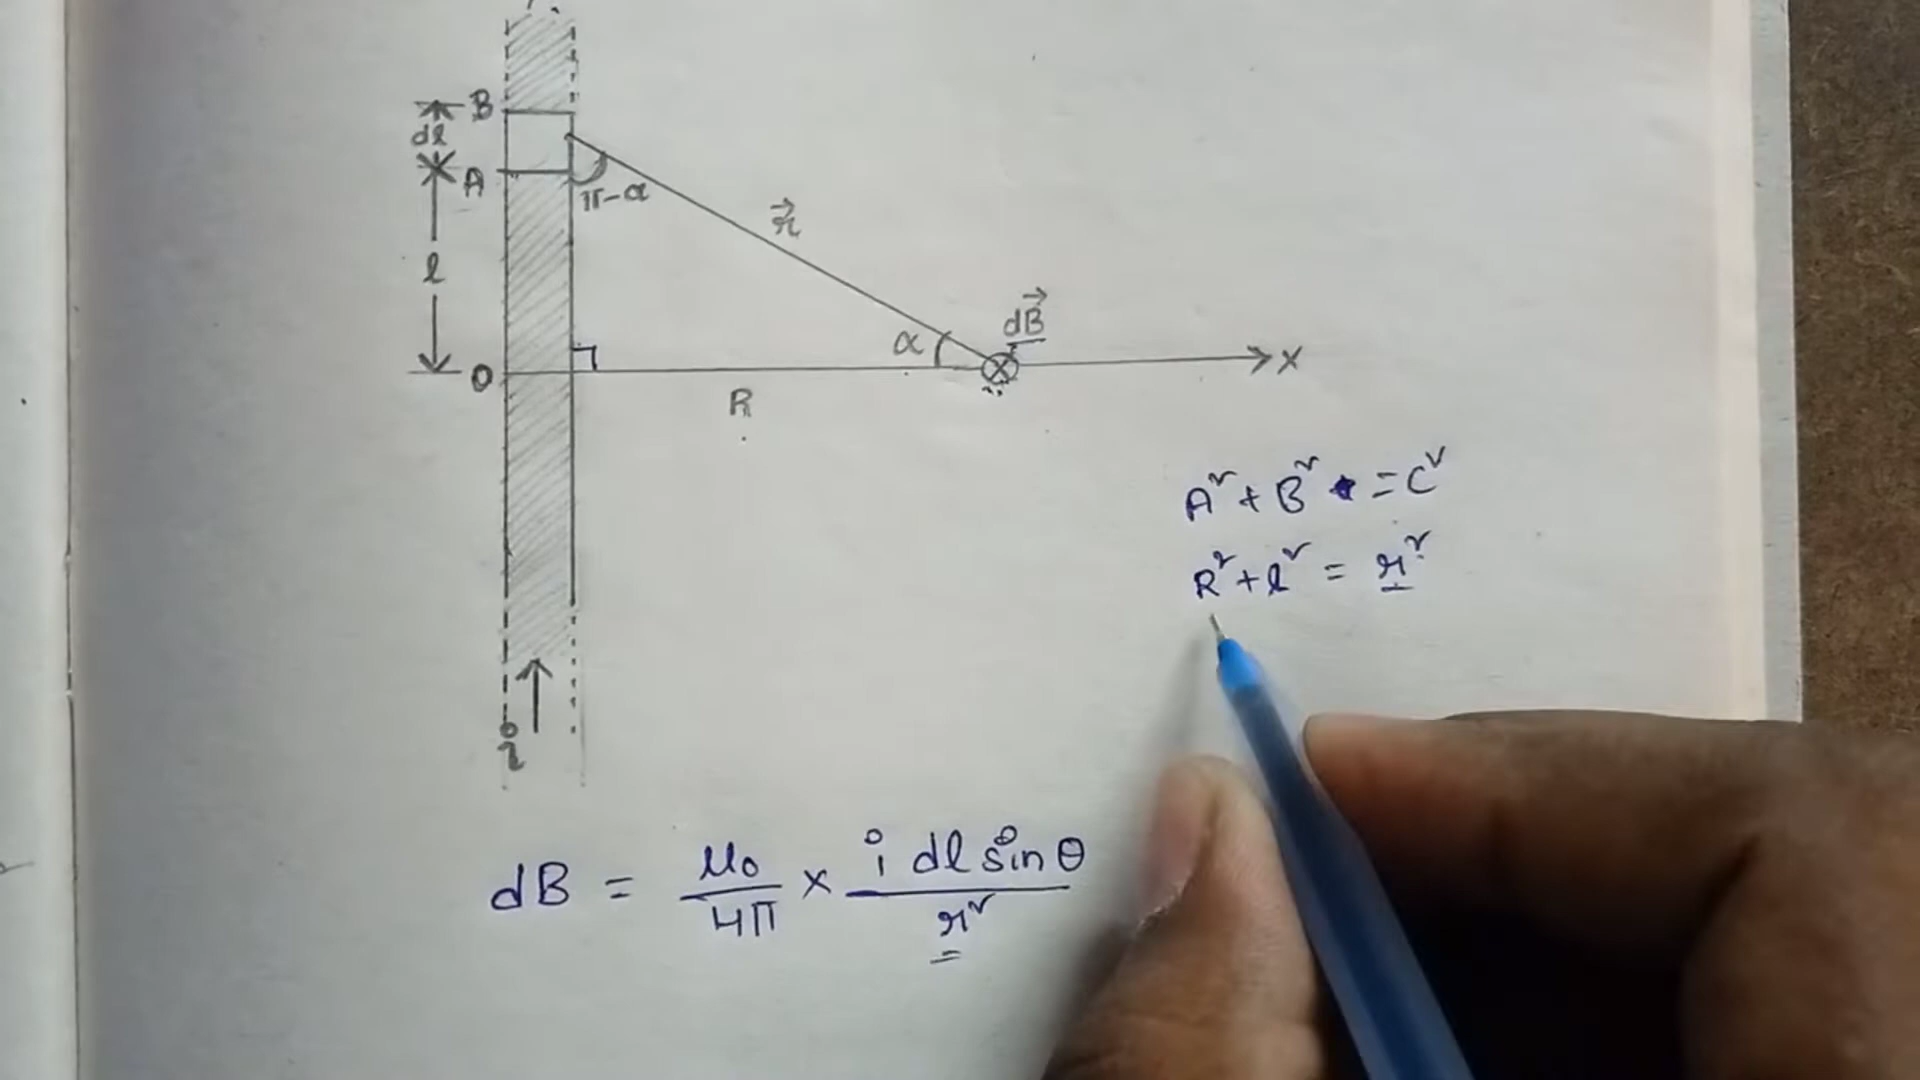 B
dl
A
π-α
r⃗
l
dB⃗
α
O
x
R
A² + B² = C²
R² + l² = r²
i
dB = μ₀/4π × i dl sinθ/r²